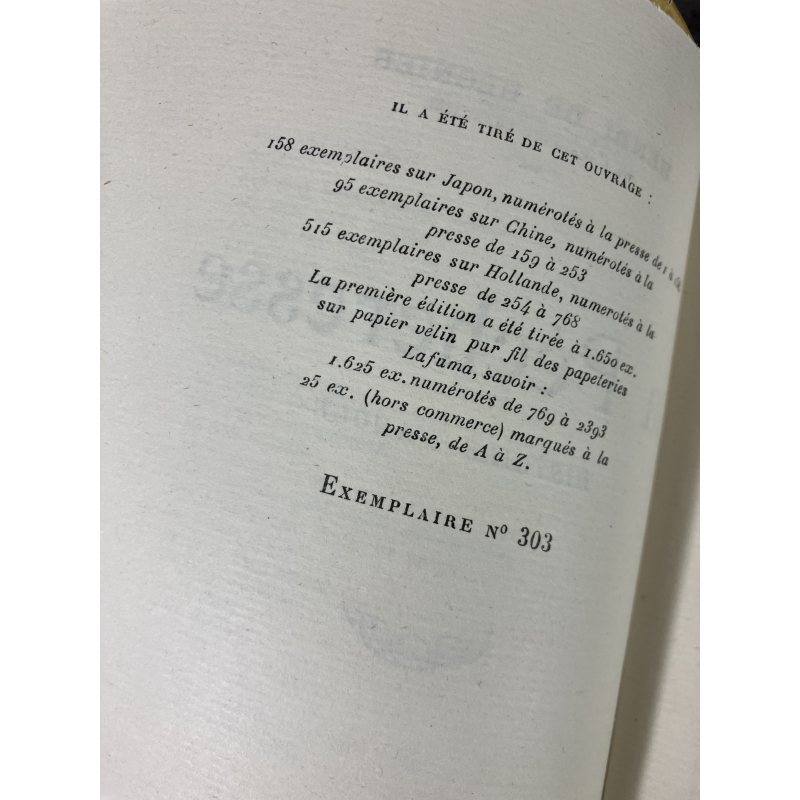 IL A ÉTÉ TIRÉ DE CET OUVRAGE :
158 exemplaires sur Japon, numérotés à la presse de 1 à
95 exemplaires sur Chine, numérotés à la
presse de 159 à 253
515 exemplaires sur Hollande, numerotés à la
presse de 254 à 768
La première édition a été tirée à 1.650 ex.
sur papier vélin pur fil des papeteries
Lafuma, savoir :
1.625 ex. numérotés de 769 à 2393
25 ex. (hors commerce) marqués à la
presse, de A à Z.
EXEMPLAIRE Nº 303